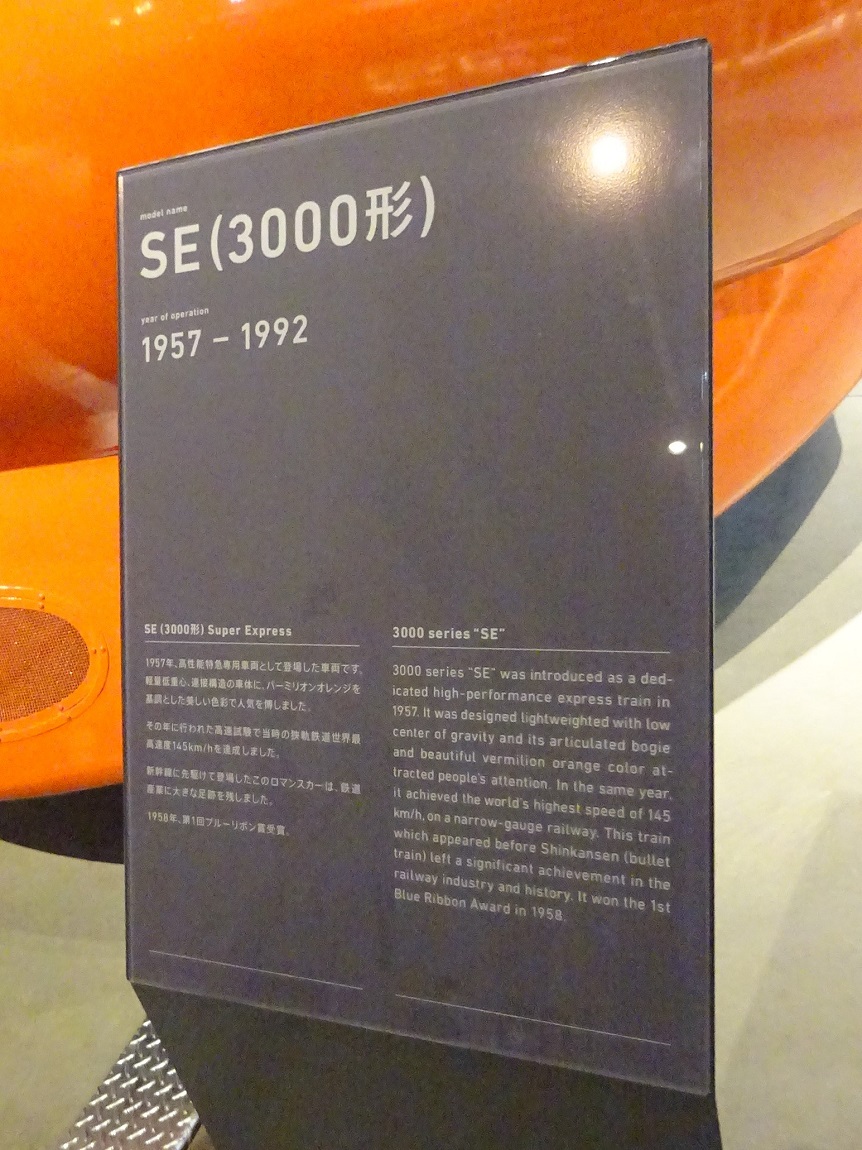 model name
SE(3000形)
year of operation
1957 – 1992
SE (3000形) Super Express
1957年、高性能特急専用車両として登場した車両です。
軽量低重心、連接構造の車体に、バーミリオンオレンジを
基調とした美しい色彩で人気を博しました。
その年に行われた高速試験で当時の狭軌鉄道世界最
高速度145km/hを達成しました。
新幹線に先駆けて登場したこのロマンスカーは、鉄道
産業に大きな足跡を残しました。
1958年、第1回ブルーリボン賞受賞。
3000 series “SE”
3000 series “SE” was introduced as a ded-
icated high-performance express train in
1957. It was designed lightweighted with low
center of gravity and its articulated bogie
and beautiful vermilion orange color at-
tracted people's attention. In the same year,
it achieved the world's highest speed of 145
km/h, on a narrow-gauge railway. This train
which appeared before Shinkansen (bullet
train) left a significant achievement in the
railway industry and history. It won the 1st
Blue Ribbon Award in 1958.